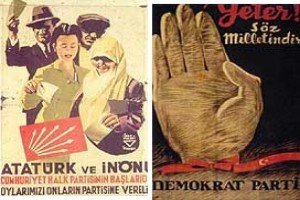 ATATÜRK VE İNÖNÜ
CUMHURİYET HALK PARTİSİNİN BAŞLARIDIR
OYLARIMIZI ONLARIN PARTİSİNE VERELİM
Yeter!
Söz
Milletindir
DEMOKRAT PARTİ